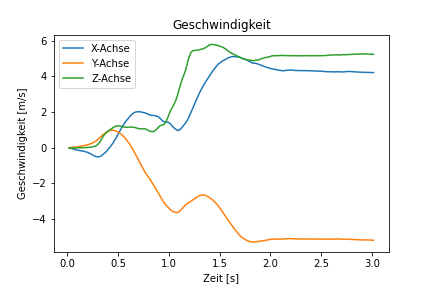 Geschwindigkeit
X-Achse
Y-Achse
Z-Achse
6
4
2
0
−2
−4
Geschwindigkeit [m/s]
0.0 0.5 1.0 1.5 2.0 2.5 3.0
Zeit [s]